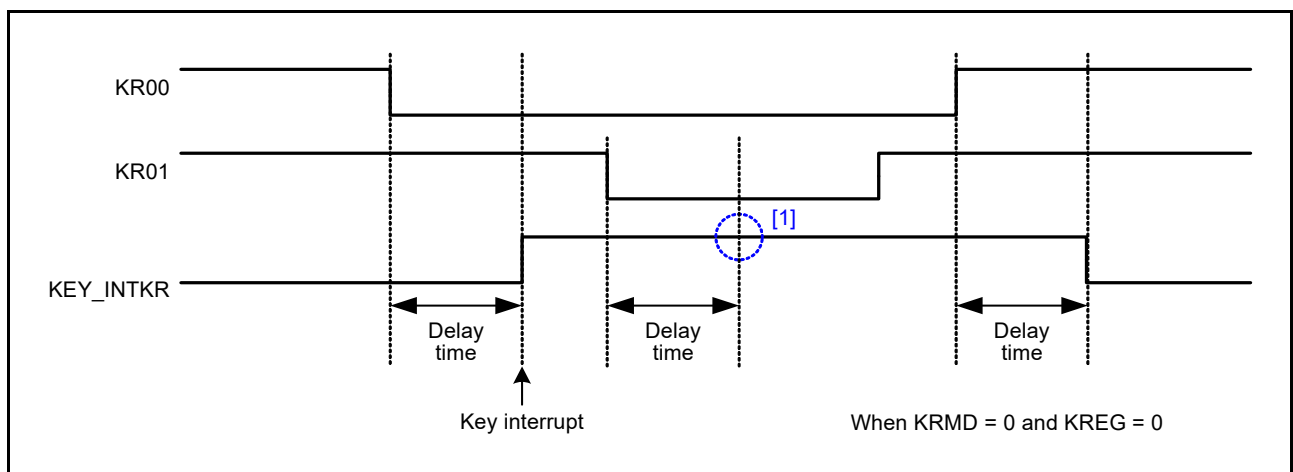 KR00
KR01
[1]
KEY_INTKR
Delay
time
Delay
time
Delay
time
Key interrupt
When KRMD = 0 and KREG = 0